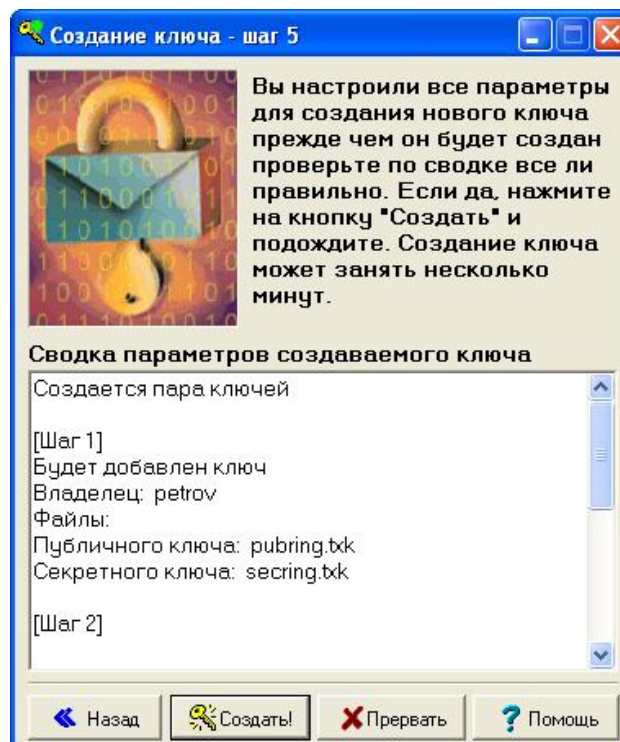 Создание ключа - шаг 5
Вы настроили все параметры
для создания нового ключа
прежде чем он будет создан
проверьте по сводке все ли
правильно. Если да, нажмите
на кнопку "Создать" и
подождите. Создание ключа
может занять несколько
минут.
Сводка параметров создаваемого ключа
Создается пара ключей
[Шаг 1]
Будет добавлен ключ
Владелец: petrov
Файлы:
Публичного ключа: pubring.txk
Секретного ключа: secring.txk
[Шаг 2]
Назад
Создать!
Прервать
Помощь